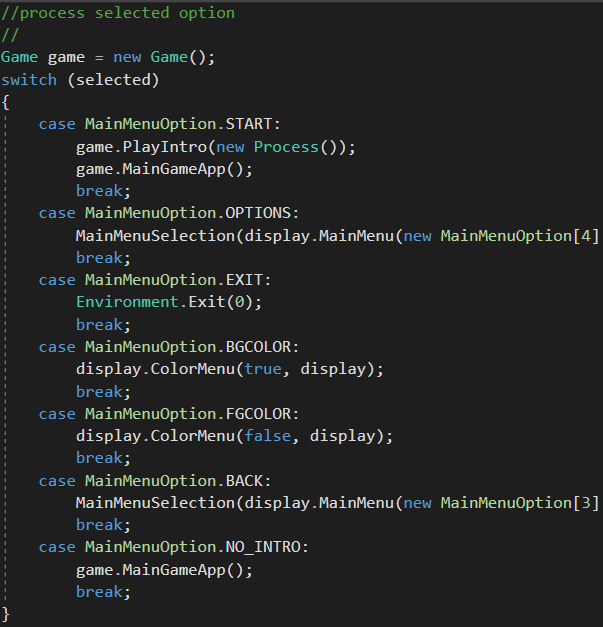 //process selected option
//
Game game = new Game();
switch (selected)
{
    case MainMenuOption.START:
        game.PlayIntro(new Process());
        game.MainGameApp();
        break;
    case MainMenuOption.OPTIONS:
        MainMenuSelection(display.MainMenu(new MainMenuOption[4]
        break;
    case MainMenuOption.EXIT:
        Environment.Exit(0);
        break;
    case MainMenuOption.BGCOLOR:
        display.ColorMenu(true, display);
        break;
    case MainMenuOption.FGCOLOR:
        display.ColorMenu(false, display);
        break;
    case MainMenuOption.BACK:
        MainMenuSelection(display.MainMenu(new MainMenuOption[3]
        break;
    case MainMenuOption.NO_INTRO:
        game.MainGameApp();
        break;
}